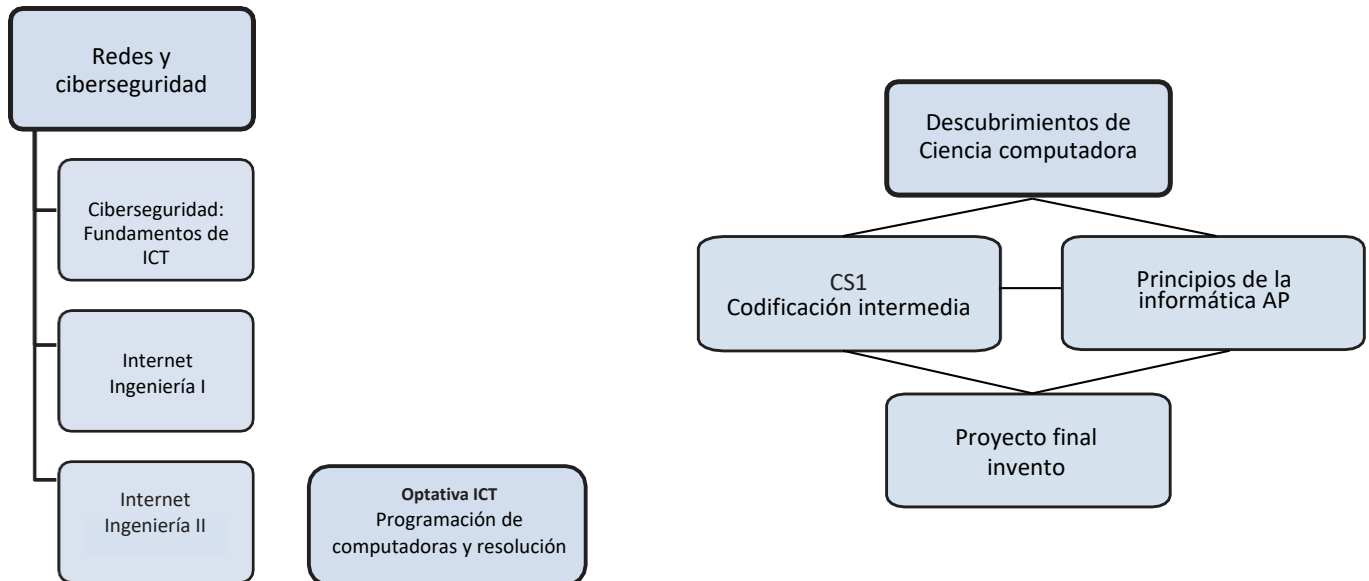 Redes y
ciberseguridad
Ciberseguridad:
Fundamentos de
ICT
Internet
Ingeniería I
Internet
Ingeniería II
Optativa ICT
Programación de
computadoras y resolución
Descubrimientos de
Ciencia computadora
CS1
Codificación intermedia
Principios de la
informática AP
Proyecto final
invento